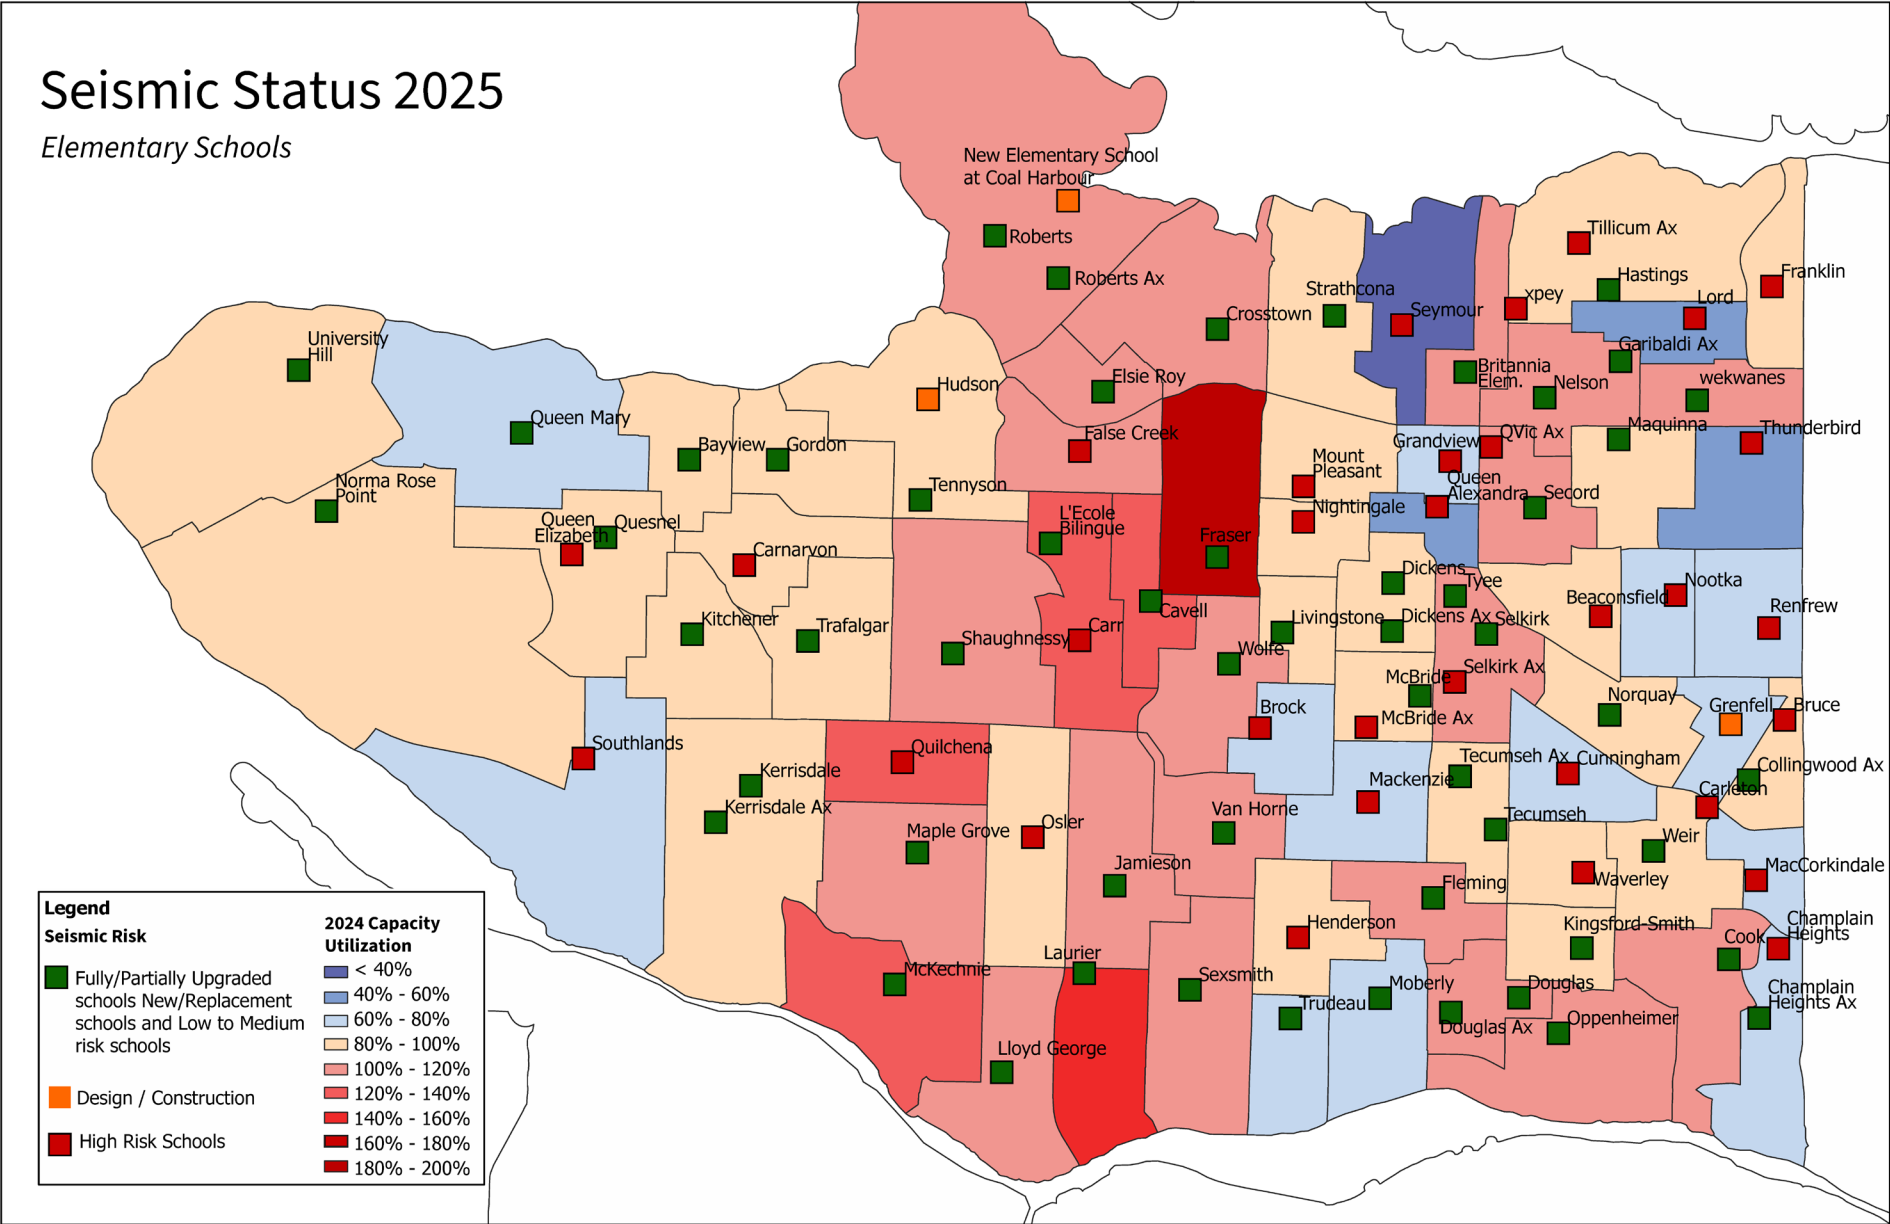 Seismic Status 2025
Elementary Schools
New Elementary School
at Coal Harbour
Roberts
Roberts Ax
Crosstown
Strathcona
Seymour
xpey
Tillicum Ax
Hastings
Lord
Franklin
Garibaldi Ax
Britannia
Elem.
Nelson
wekwanes
University
Hill
Queen Mary
Bayview
Gordon
Hudson
Elsie Roy
False Creek
Grandview
QVic Ax
Maquinna
Thunderbird
Norma Rose
Point
Queen
Elizabeth
Quesnel
Carnarvon
Tennyson
L'Ecole
Bilingue
Mount
Pleasant
Nightingale
Queen
Alexandra
Secord
Fraser
Dickens
Tyee
Beaconsfield
Nootka
Renfrew
Kitchener
Trafalgar
Shaughnessy
Carr
Cavell
Wolfe
Livingstone
Dickens Ax
Selkirk
McBride
Selkirk Ax
Norquay
Grenfell
Bruce
Southlands
Kerrisdale
Kerrisdale Ax
Quilchena
Brock
McBride Ax
Tecumseh Ax
Cunningham
Collingwood Ax
Mackenzie
Carleton
Maple Grove
Osler
Van Horne
Tecumseh
Weir
Jamieson
Fleming
Waverley
MacCorkindale
Henderson
Kingsford-Smith
Cook
Champlain
Heights
McKechnie
Laurier
Sexsmith
Trudeau
Moberly
Douglas
Douglas Ax
Oppenheimer
Champlain
Heights Ax
Lloyd George
Legend
Seismic Risk
Fully/Partially Upgraded
schools New/Replacement
schools and Low to Medium
risk schools
Design / Construction
High Risk Schools
2024 Capacity
Utilization
< 40%
40% - 60%
60% - 80%
80% - 100%
100% - 120%
120% - 140%
140% - 160%
160% - 180%
180% - 200%